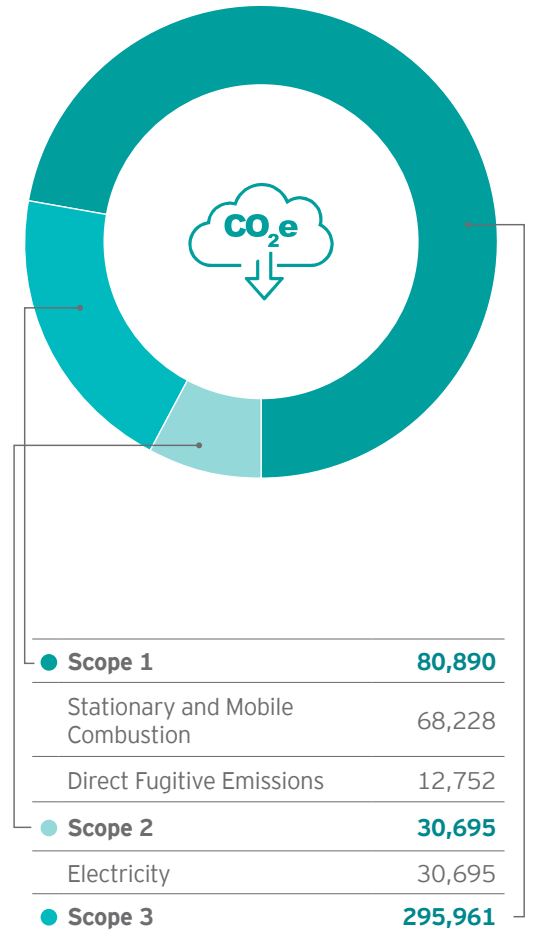 CO2e
Scope 1 80,890
Stationary and Mobile
Combustion 68,228
Direct Fugitive Emissions 12,752
Scope 2 30,695
Electricity 30,695
Scope 3 295,961